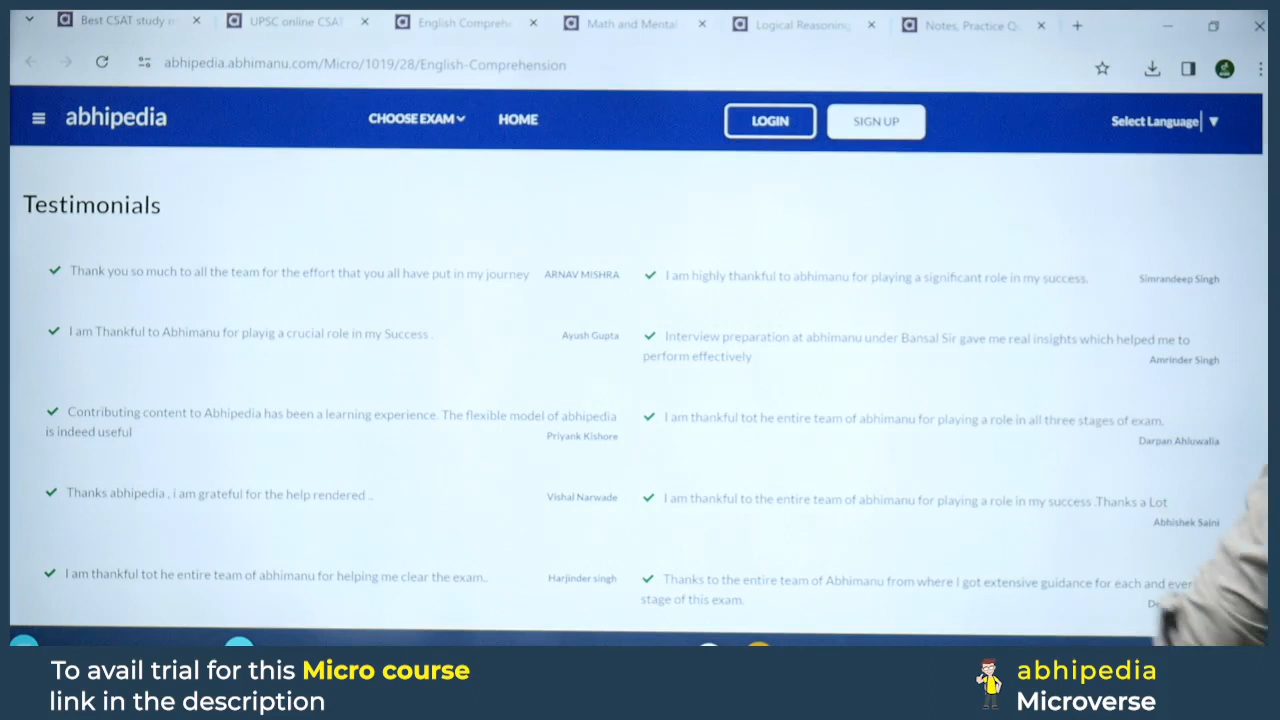 Best CSAT study
UPSC online CSAT
English Comprehe
Math and Mental
Logical Reasoning
Notes, Practice Q
abhipedia.abhimanu.com/Micro/1019/28/English-Comprehension
abhipedia
CHOOSE EXAM
HOME
LOGIN
SIGN UP
Select Language
Testimonials
Thank you so much to all the team for the effort that you all have put in my journey
ARNAV MISHRA
I am highly thankful to abhimanu for playing a significant role in my success.
Simrandeep Singh
I am Thankful to Abhimanu for playig a crucial role in my Success .
Ayush Gupta
Interview preparation at abhimanu under Bansal Sir gave me real insights which helped me to
perform effectively
Amrinder Singh
Contributing content to Abhipedia has been a learning experience. The flexible model of abhipedia
is indeed useful
Priyank Kishore
I am thankful tot he entire team of abhimanu for playing a role in all three stages of exam.
Darpan Ahluwalia
Thanks abhipedia , i am grateful for the help rendered ..
Vishal Narwade
I am thankful to the entire team of abhimanu for playing a role in my success .Thanks a Lot
Abhishek Saini
I am thankful tot he entire team of abhimanu for helping me clear the exam..
Harjinder singh
Thanks to the entire team of Abhimanu from where I got extensive guidance for each and ever
stage of this exam.
To avail trial for this Micro course
link in the description
abhipedia
Microverse